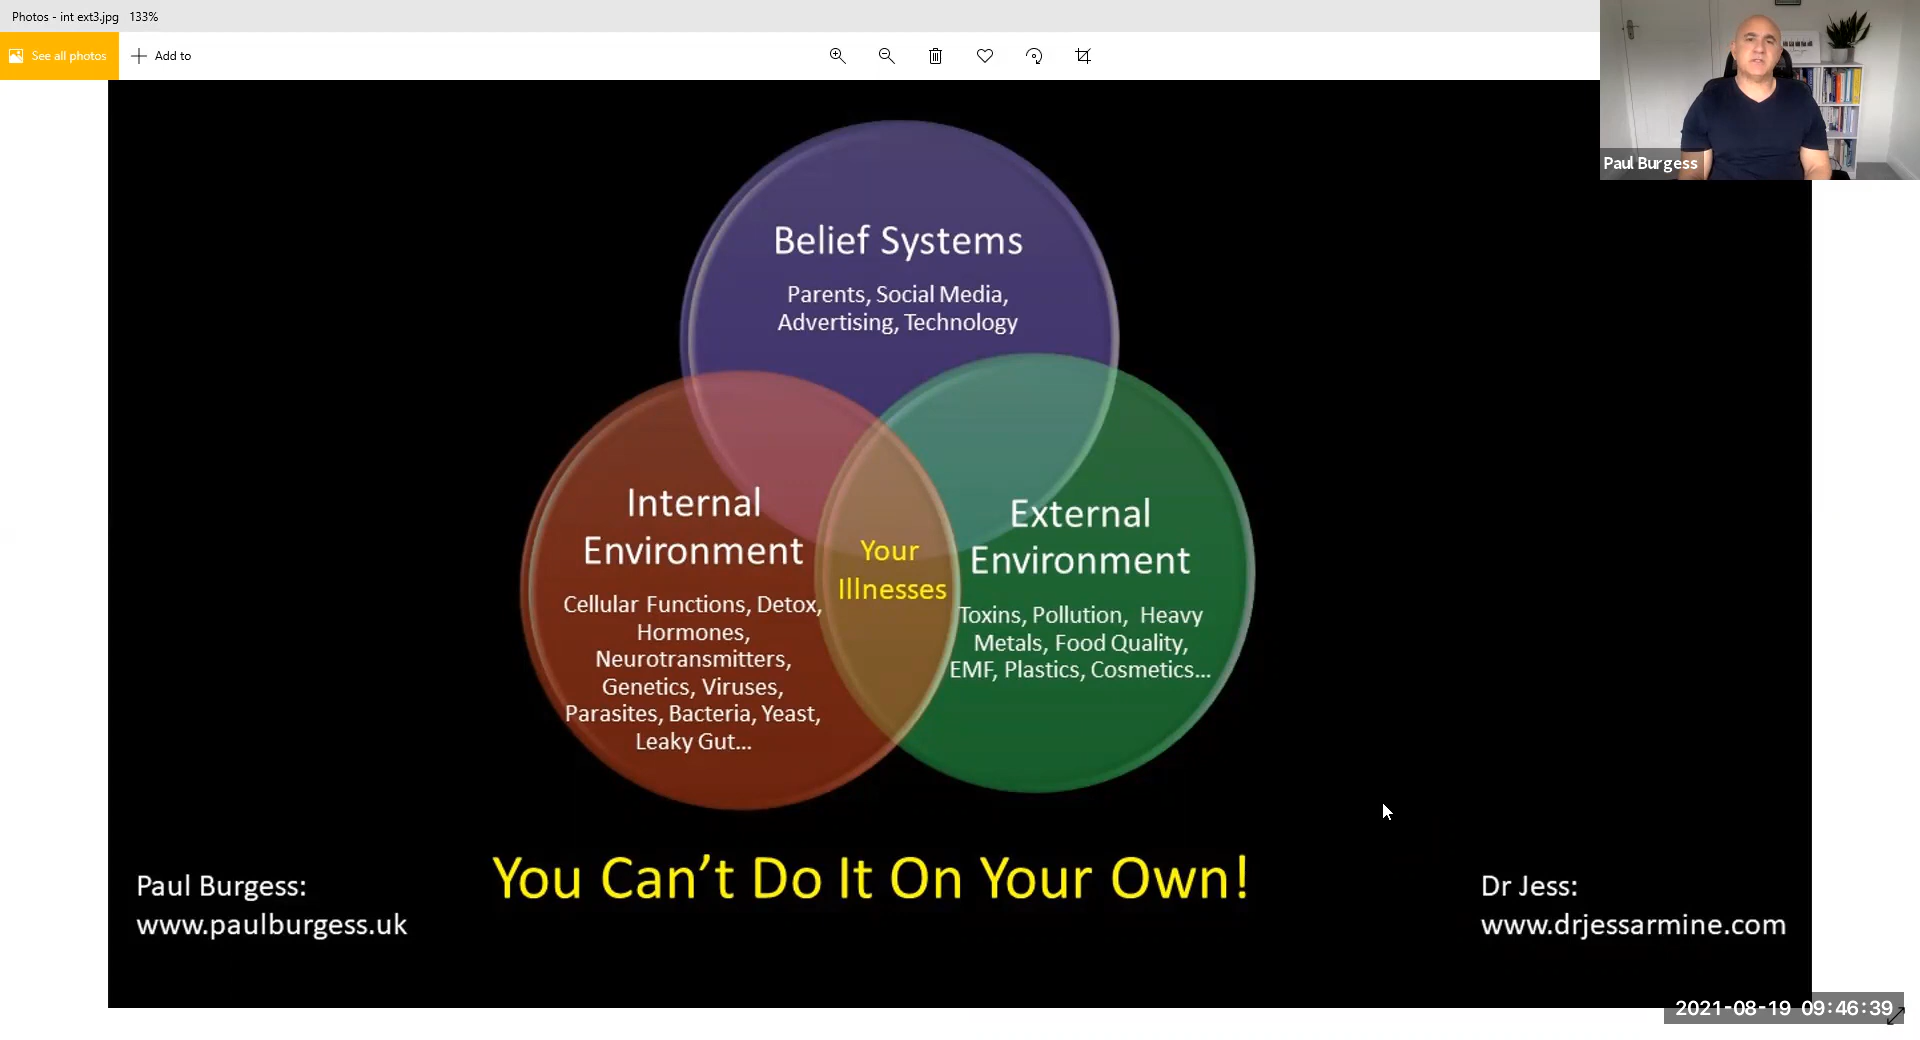 Photos - int ext3.jpg   133%
See all photos
Add to
Paul Burgess
Belief Systems
Parents, Social Media,
Advertising, Technology
Internal
Environment
Cellular Functions, Detox,
Hormones,
Neurotransmitters,
Genetics, Viruses,
Parasites, Bacteria, Yeast,
Leaky Gut...
Your
Illnesses
External
Environment
Toxins, Pollution,  Heavy
Metals, Food Quality,
EMF, Plastics, Cosmetics...
You Can’t Do It On Your Own!
Paul Burgess:
www.paulburgess.uk
Dr Jess:
www.drjessarmine.com
2021-08-19 09:46:39